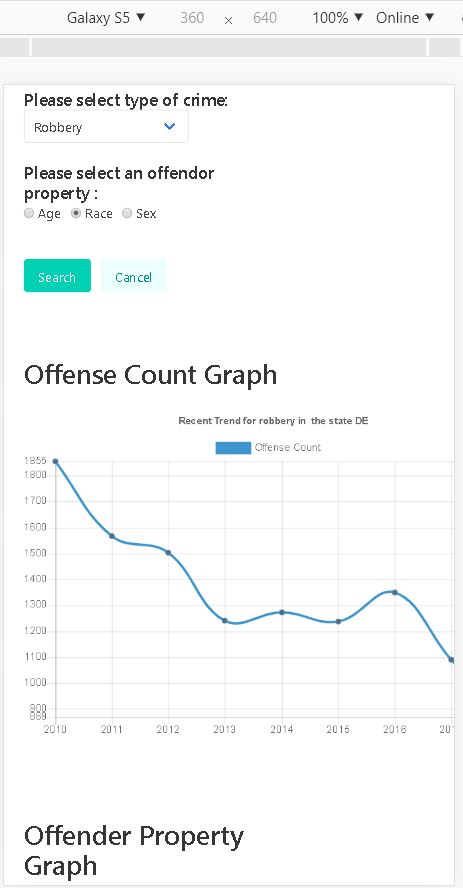 Galaxy S5 ▼ 360 × 640 100% ▼ Online ▼
Please select type of crime:
Robbery
Please select an offendor
property :
Age Race Sex
Search Cancel
Offense Count Graph
Recent Trend for robbery in the state DE
Offense Count
1855
1800
1700
1600
1500
1400
1300
1200
1100
1000
900
869
2010 2011 2012 2013 2014 2015 2016 201
Offender Property
Graph